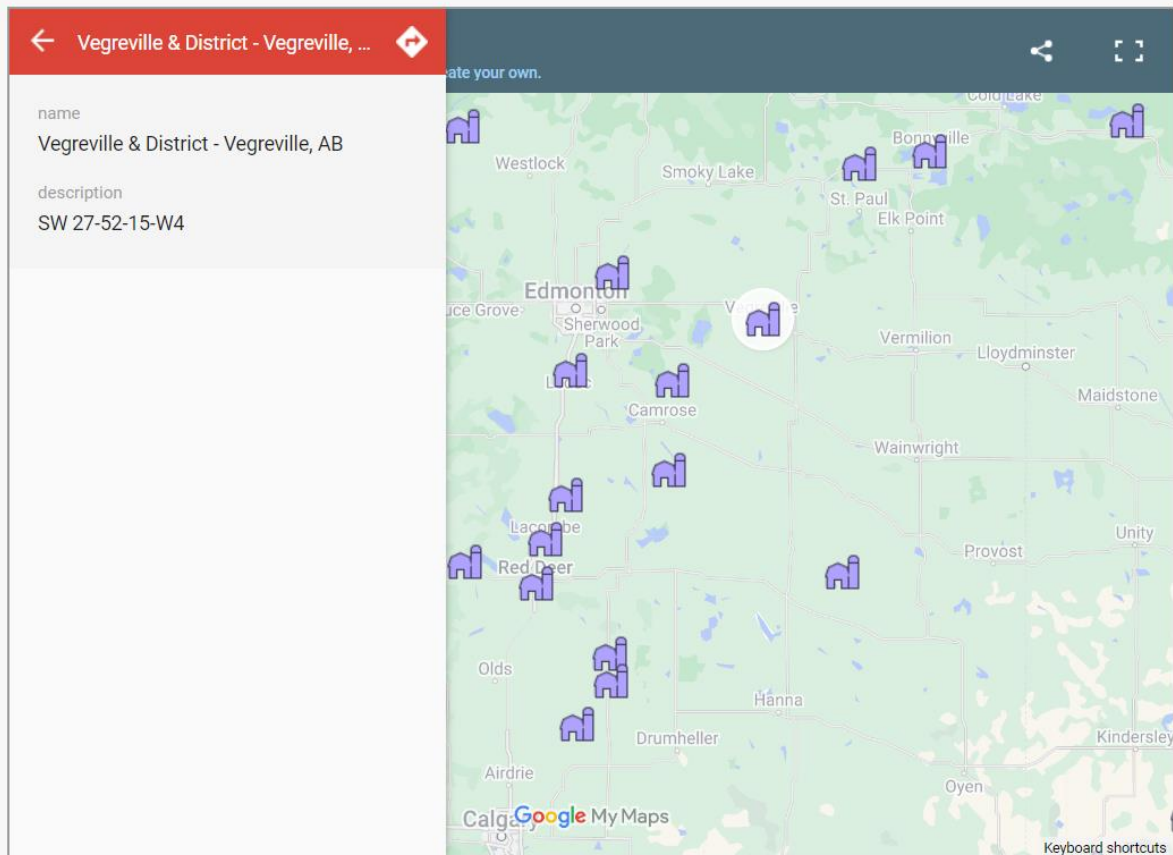 Vegreville & District - Vegreville, ...
name
Vegreville & District - Vegreville, AB
description
SW 27-52-15-W4
eate your own.
Cold Lake
Westlock
Smoky Lake
Bonnyville
St. Paul
Elk Point
Edmonton
uce Grove
Sherwood
Park
Vermilion
Lloydminster
Maidstone
Camrose
Wainwright
Lacombe
Red Deer
Provost
Unity
Olds
Hanna
Drumheller
Kindersley
Airdrie
Oyen
Calgary
Google My Maps
Keyboard shortcuts